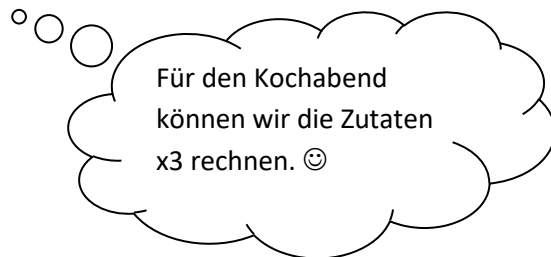 Für den Kochabend
können wir die Zutaten
x3 rechnen. ☺